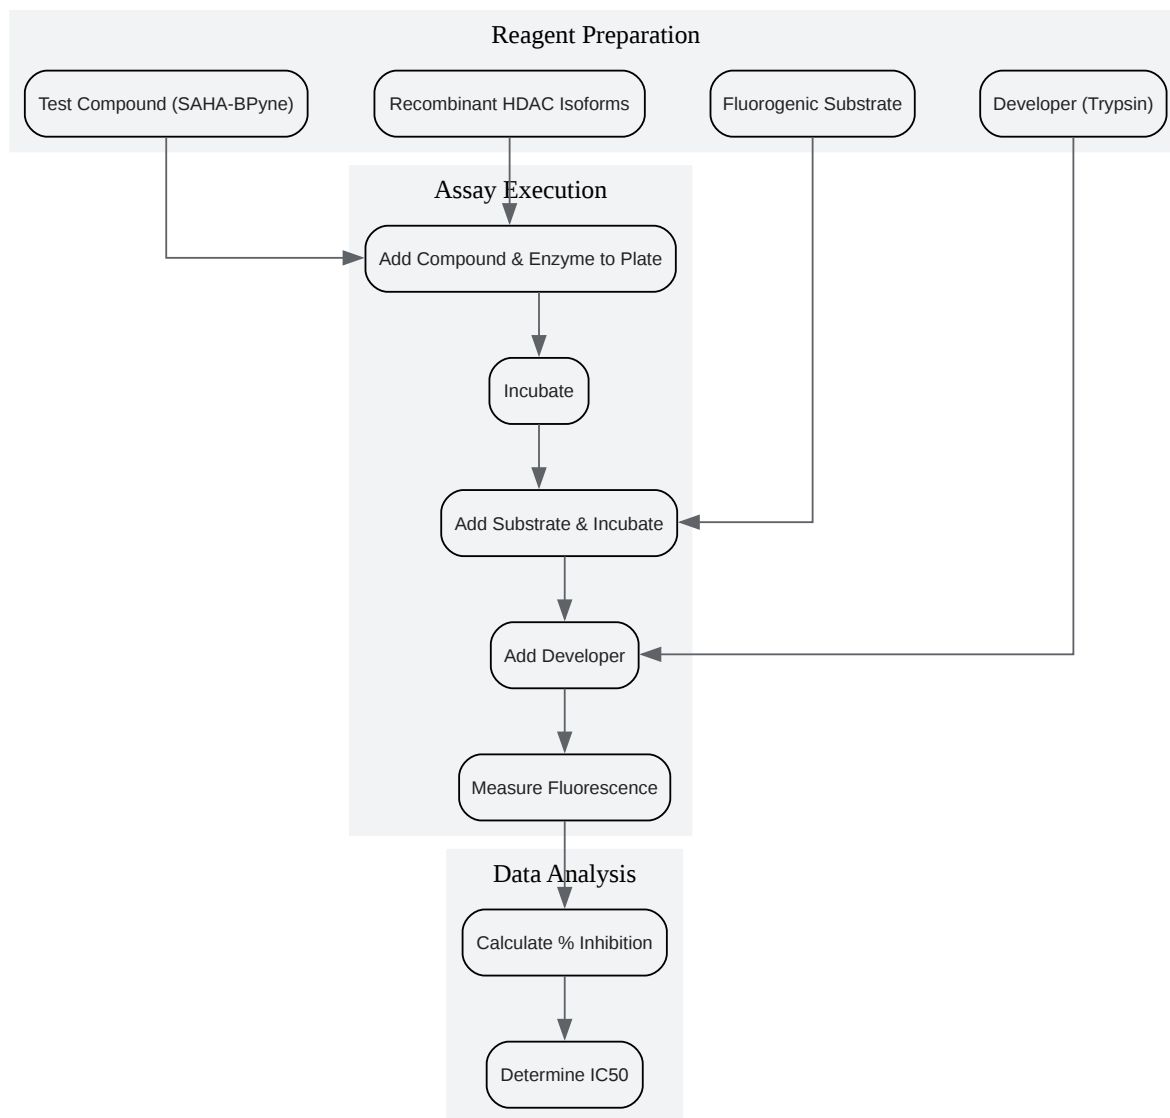 Reagent Preparation
Test Compound (SAHA-BPyne)
Recombinant HDAC Isoforms
Fluorogenic Substrate
Developer (Trypsin)
Assay Execution
Add Compound & Enzyme to Plate
Incubate
Add Substrate & Incubate
Add Developer
Measure Fluorescence
Data Analysis
Calculate % Inhibition
Determine IC50